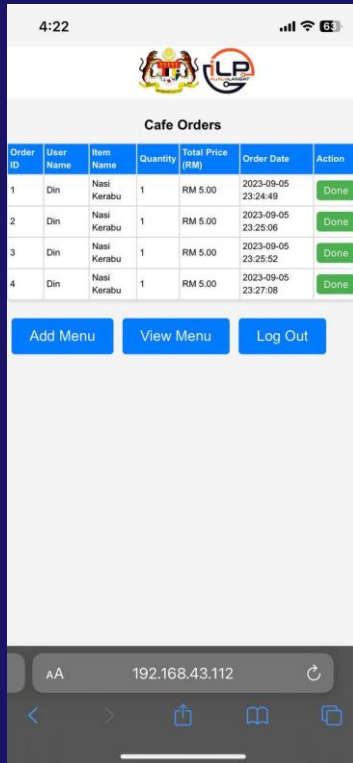 4:22
63
iLP
KUALA LANGAT
Cafe Orders
Order ID User Name Item Name Quantity Total Price (RM) Order Date Action
1 Din Nasi Kerabu 1 RM 5.00 2023-09-05 23:24:49 Done
2 Din Nasi Kerabu 1 RM 5.00 2023-09-05 23:25:06 Done
3 Din Nasi Kerabu 1 RM 5.00 2023-09-05 23:25:52 Done
4 Din Nasi Kerabu 1 RM 5.00 2023-09-05 23:27:08 Done
Add Menu View Menu Log Out
AA 192.168.43.112